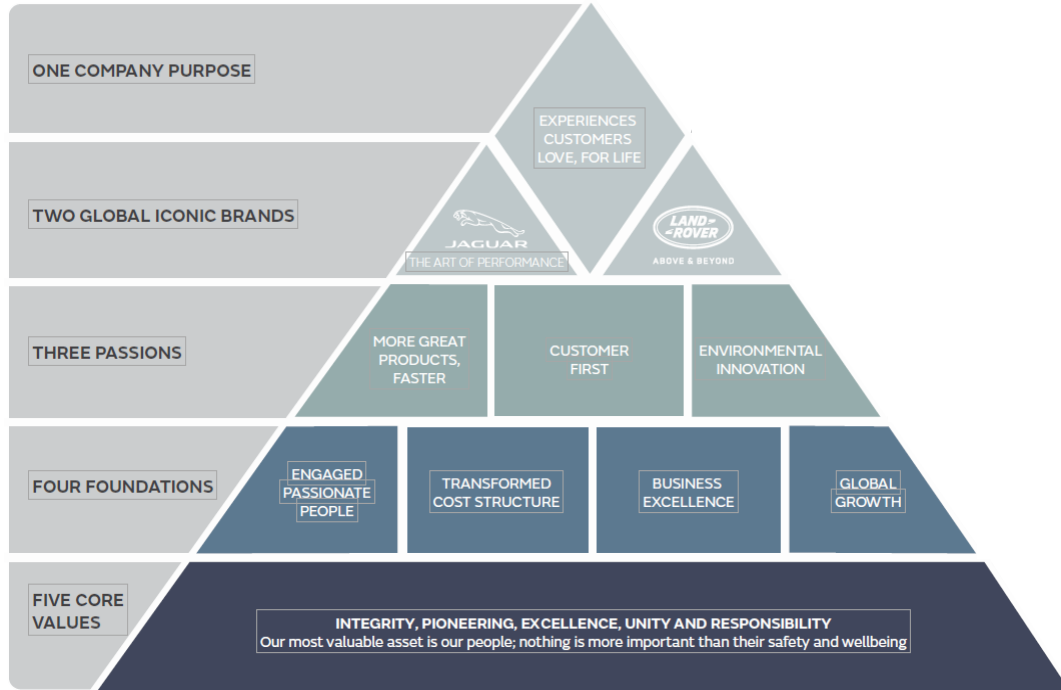 ONE COMPANY PURPOSE
EXPERIENCES
CUSTOMERS
LOVE, FOR LIFE
TWO GLOBAL ICONIC BRANDS
JAGUAR
THE ART OF PERFORMANCE
LAND
ROVER
ABOVE & BEYOND
THREE PASSIONS
MORE GREAT
PRODUCTS,
FASTER
CUSTOMER
FIRST
ENVIRONMENTAL
INNOVATION
FOUR FOUNDATIONS
ENGAGED
PASSIONATE
PEOPLE
TRANSFORMED
COST STRUCTURE
BUSINESS
EXCELLENCE
GLOBAL
GROWTH
FIVE CORE
VALUES
INTEGRITY, PIONEERING, EXCELLENCE, UNITY AND RESPONSIBILITY
Our most valuable asset is our people; nothing is more important than their safety and wellbeing